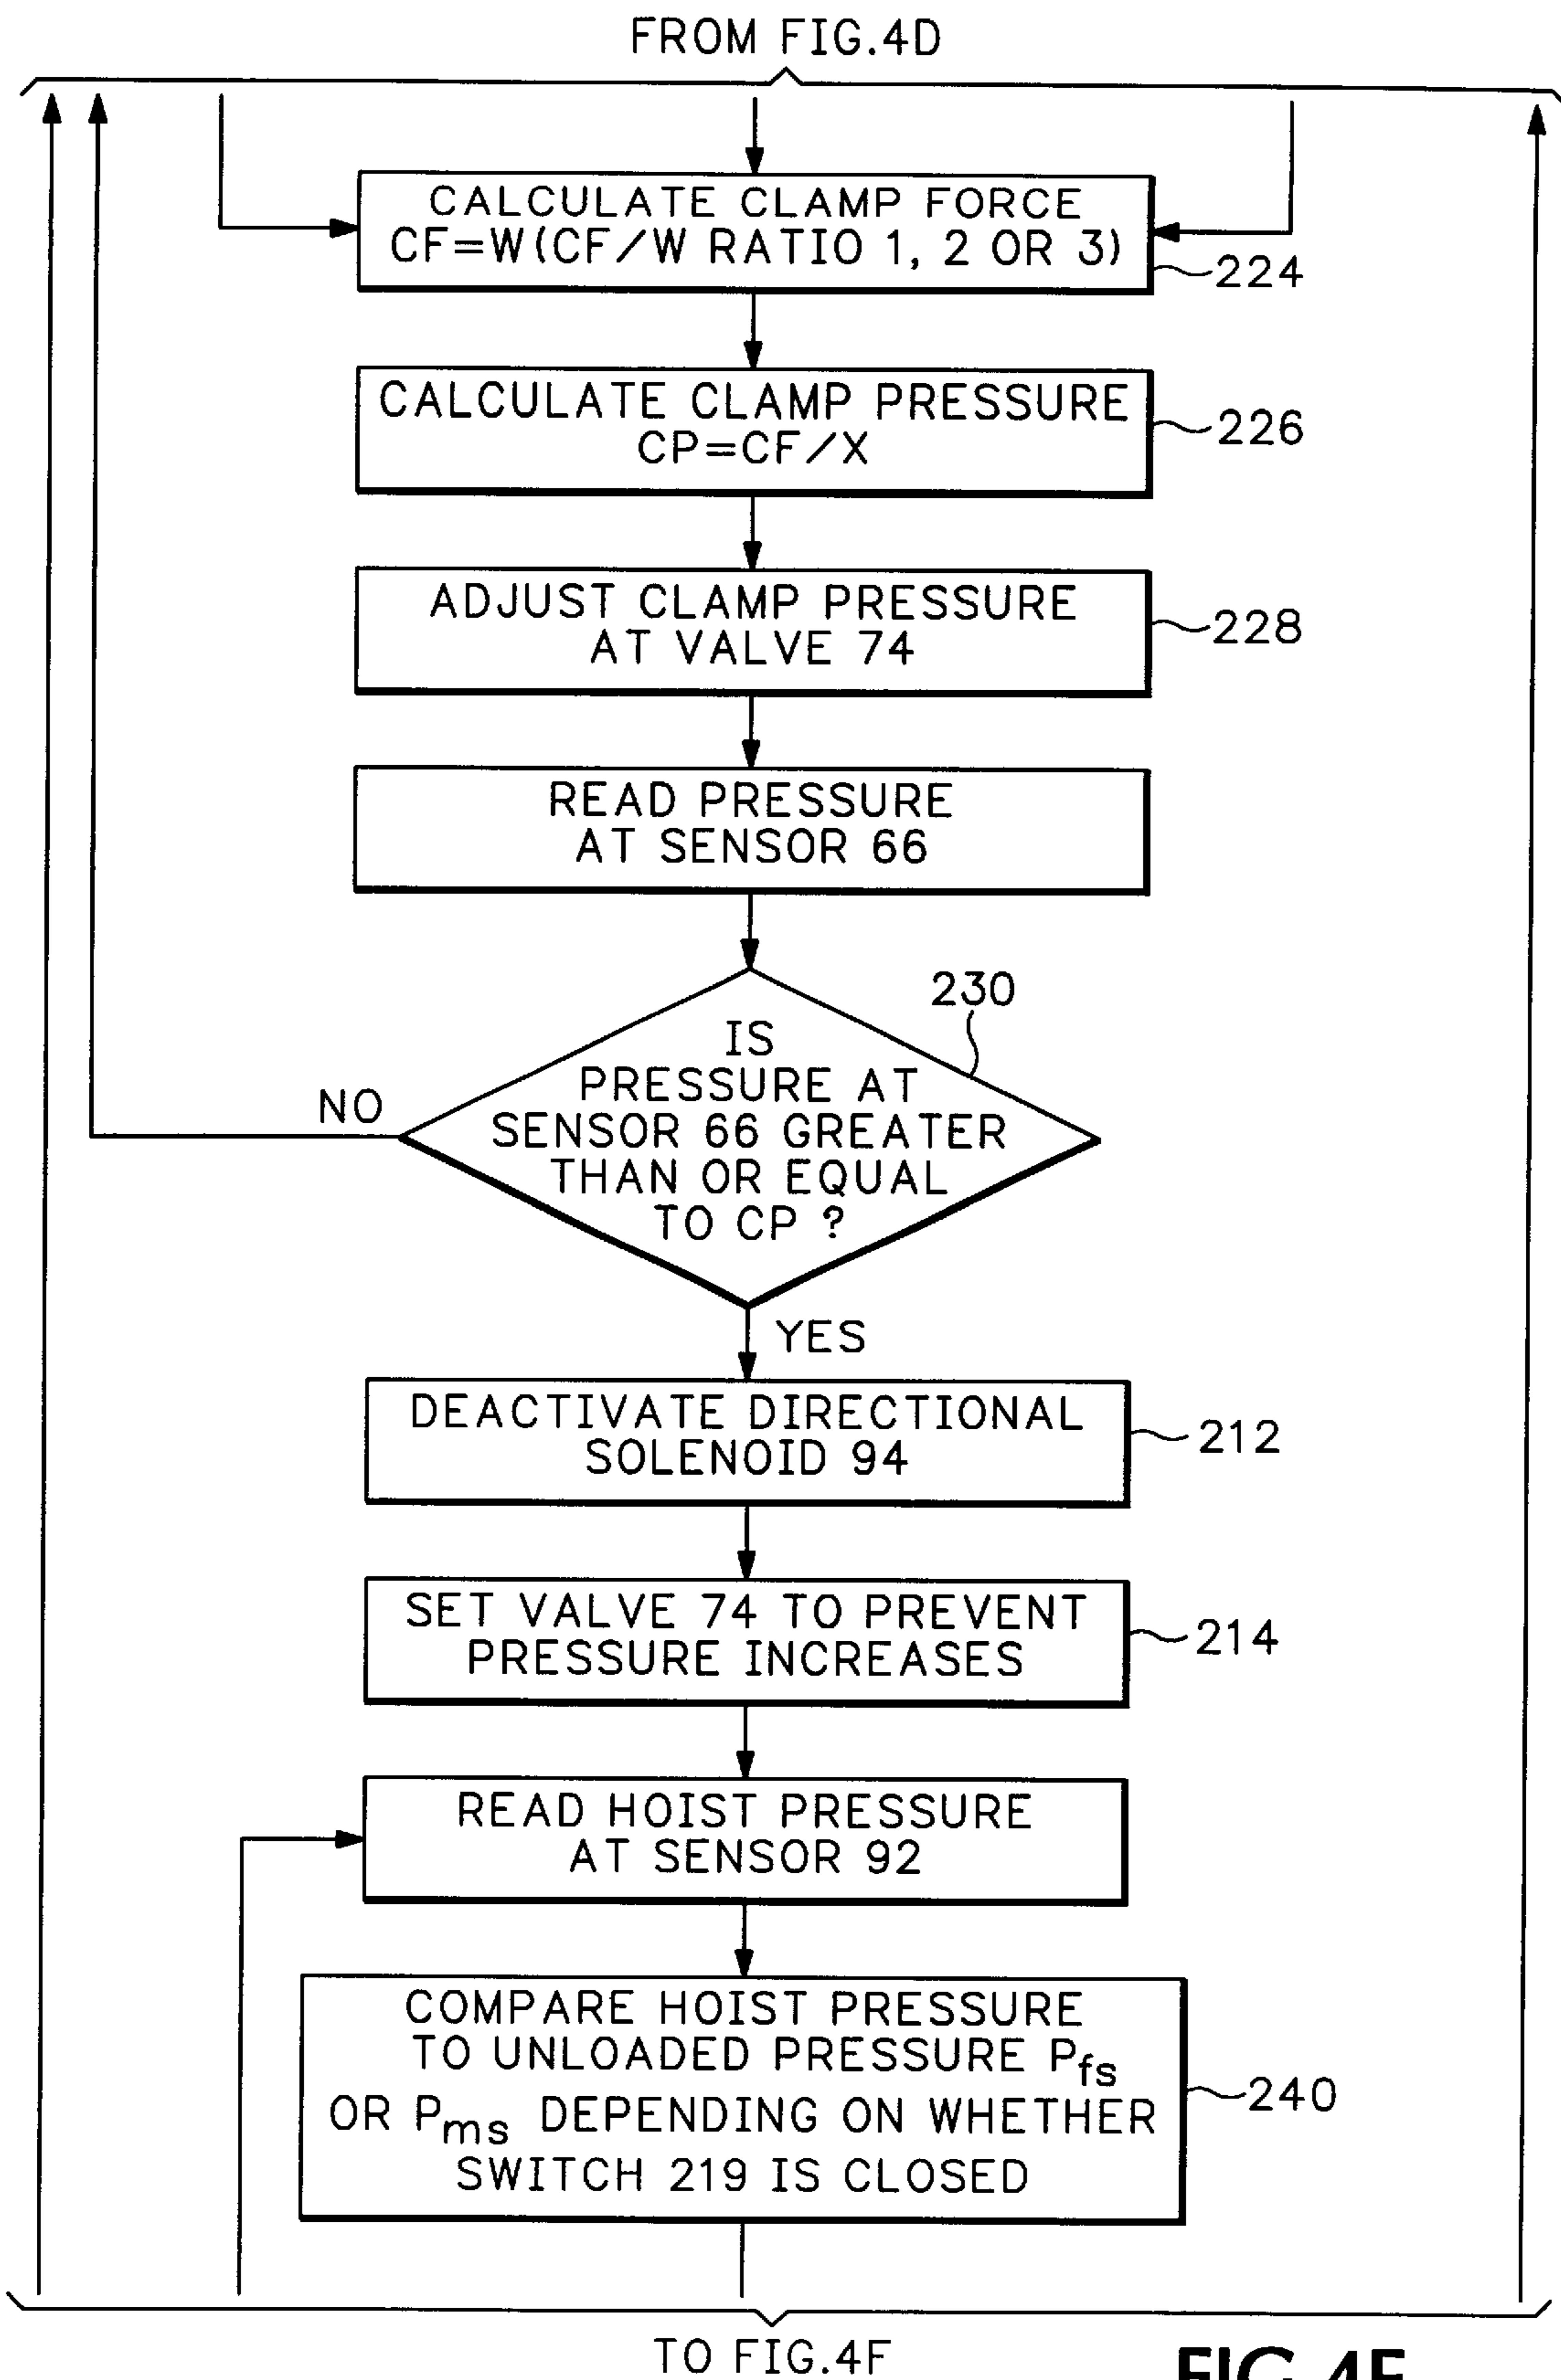 FROM FIG.4D
CALCULATE CLAMP FORCE
CF=W(CF/W RATIO 1, 2 OR 3)
224
CALCULATE CLAMP PRESSURE
CP=CF/X
226
ADJUST CLAMP PRESSURE
AT VALVE 74
228
READ PRESSURE
AT SENSOR 66
230
IS
PRESSURE AT
SENSOR 66 GREATER
THAN OR EQUAL
TO CP ?
NO
YES
DEACTIVATE DIRECTIONAL
SOLENOID 94
212
SET VALVE 74 TO PREVENT
PRESSURE INCREASES
214
READ HOIST PRESSURE
AT SENSOR 92
COMPARE HOIST PRESSURE
TO UNLOADED PRESSURE Pfs
OR Pms DEPENDING ON WHETHER
SWITCH 219 IS CLOSED
240
TO FIG.4F